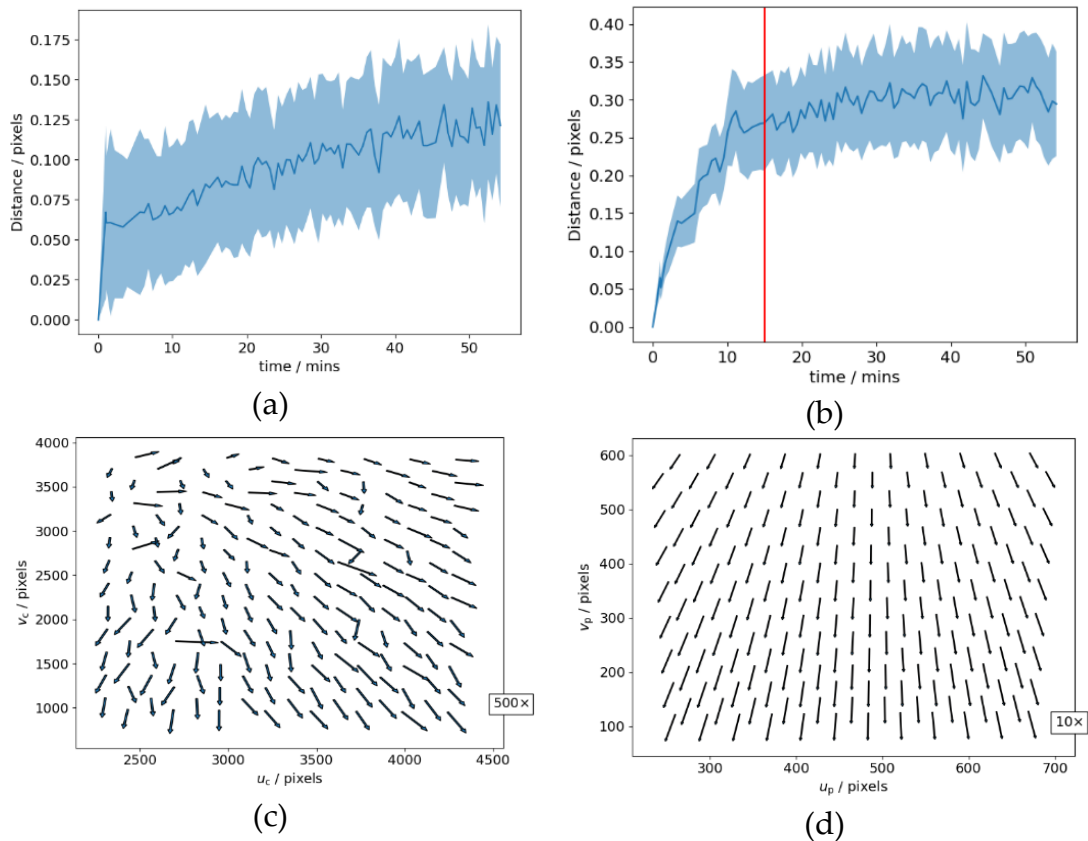 0.175
0.150
0.125
0.100
0.075
0.050
0.025
0.000
Distance / pixels
0 10 20 30 40 50
time / mins
(a)
0.40
0.35
0.30
0.25
0.20
0.15
0.10
0.05
0.00
Distance / pixels
0 10 20 30 40 50
time / mins
(b)
4000
3500
3000
2500
2000
1500
1000
v_c / pixels
500×
2500 3000 3500 4000 4500
u_c / pixels
(c)
600
500
400
300
200
100
v_p / pixels
10×
300 400 500 600 700
u_p / pixels
(d)